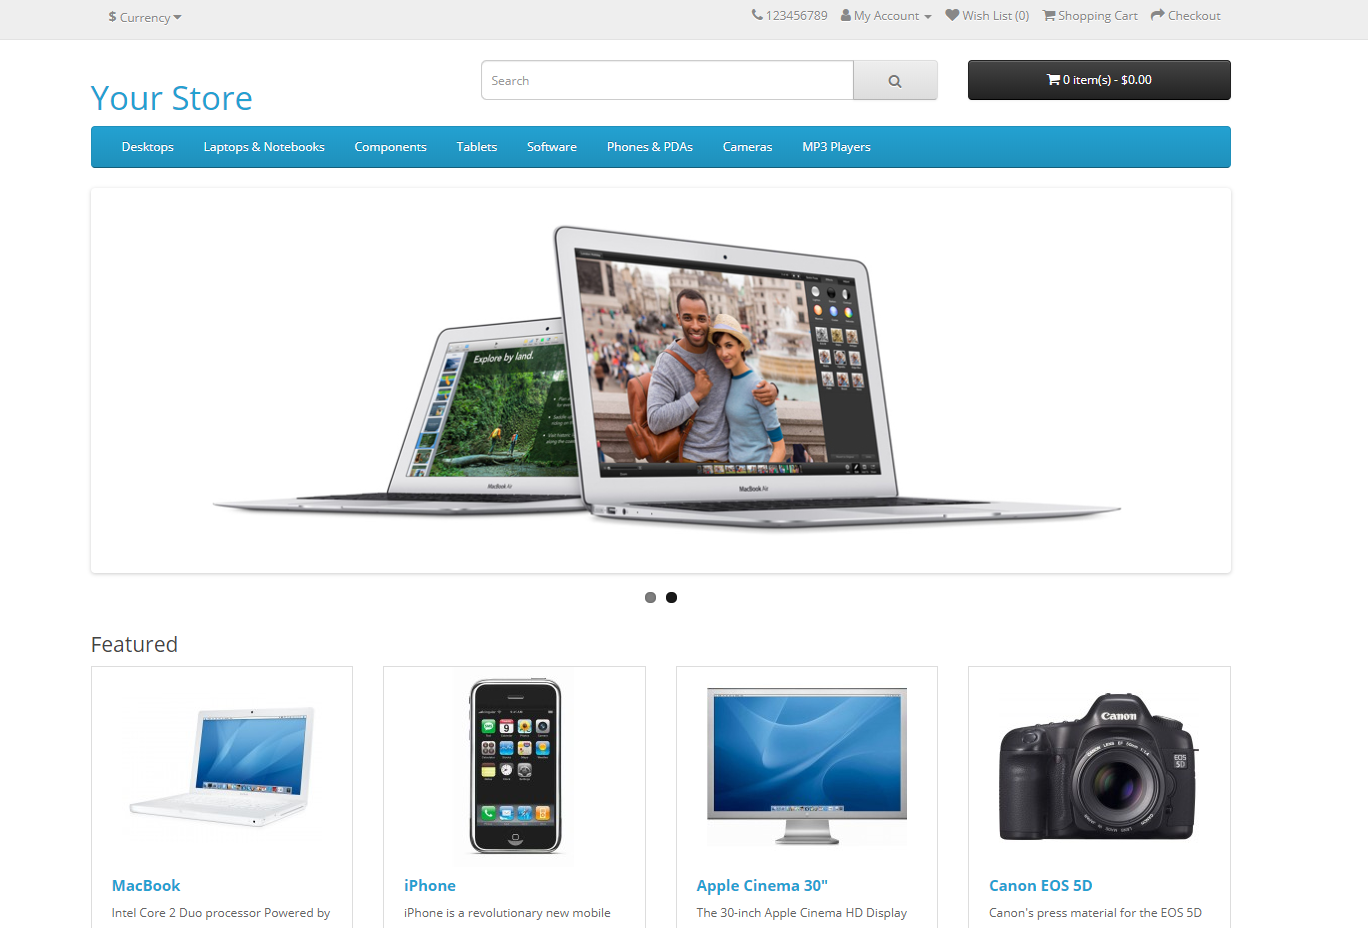 $ Currency
123456789 My Account Wish List (0) Shopping Cart Checkout
Your Store
Search
0 item(s) - $0.00
Desktops Laptops & Notebooks Components Tablets Software Phones & PDAs Cameras MP3 Players
Explore by land.
MacBook Air
MacBook Air
Featured
Canon
EOS
5D
MacBook
Intel Core 2 Duo processor Powered by
iPhone
iPhone is a revolutionary new mobile
Apple Cinema 30"
The 30-inch Apple Cinema HD Display
Canon EOS 5D
Canon's press material for the EOS 5D